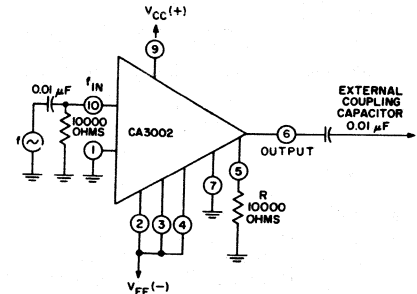 VCC(+)
9
0.01 µF
fIN
10
10000
OHMS
f
1
CA3002
6
OUTPUT
EXTERNAL
COUPLING
CAPACITOR
0.01 µF
7
5
R
10000
OHMS
2
3
4
VEE(-)